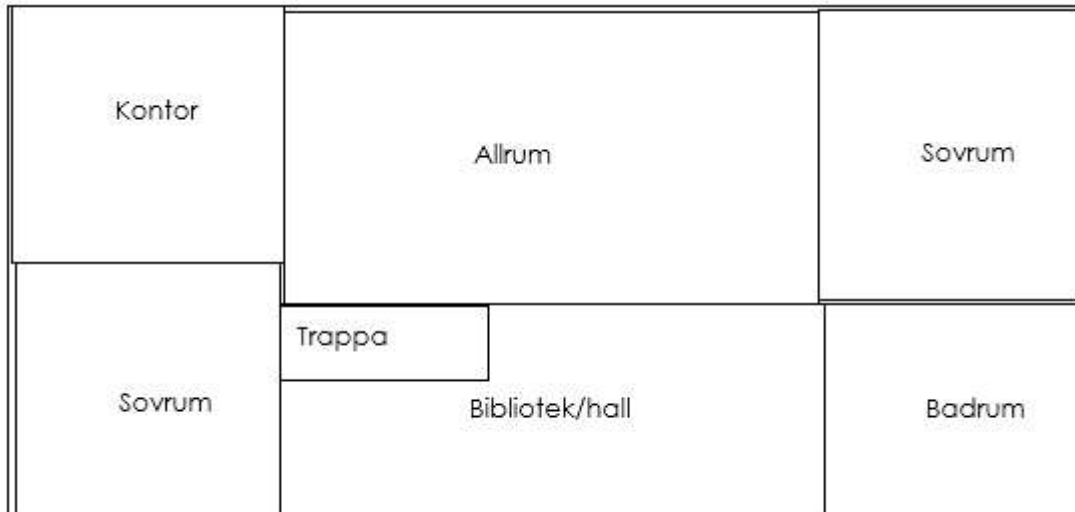 Kontor
Allrum
Sovrum
Trappa
Sovrum
Bibliotek/hall
Badrum